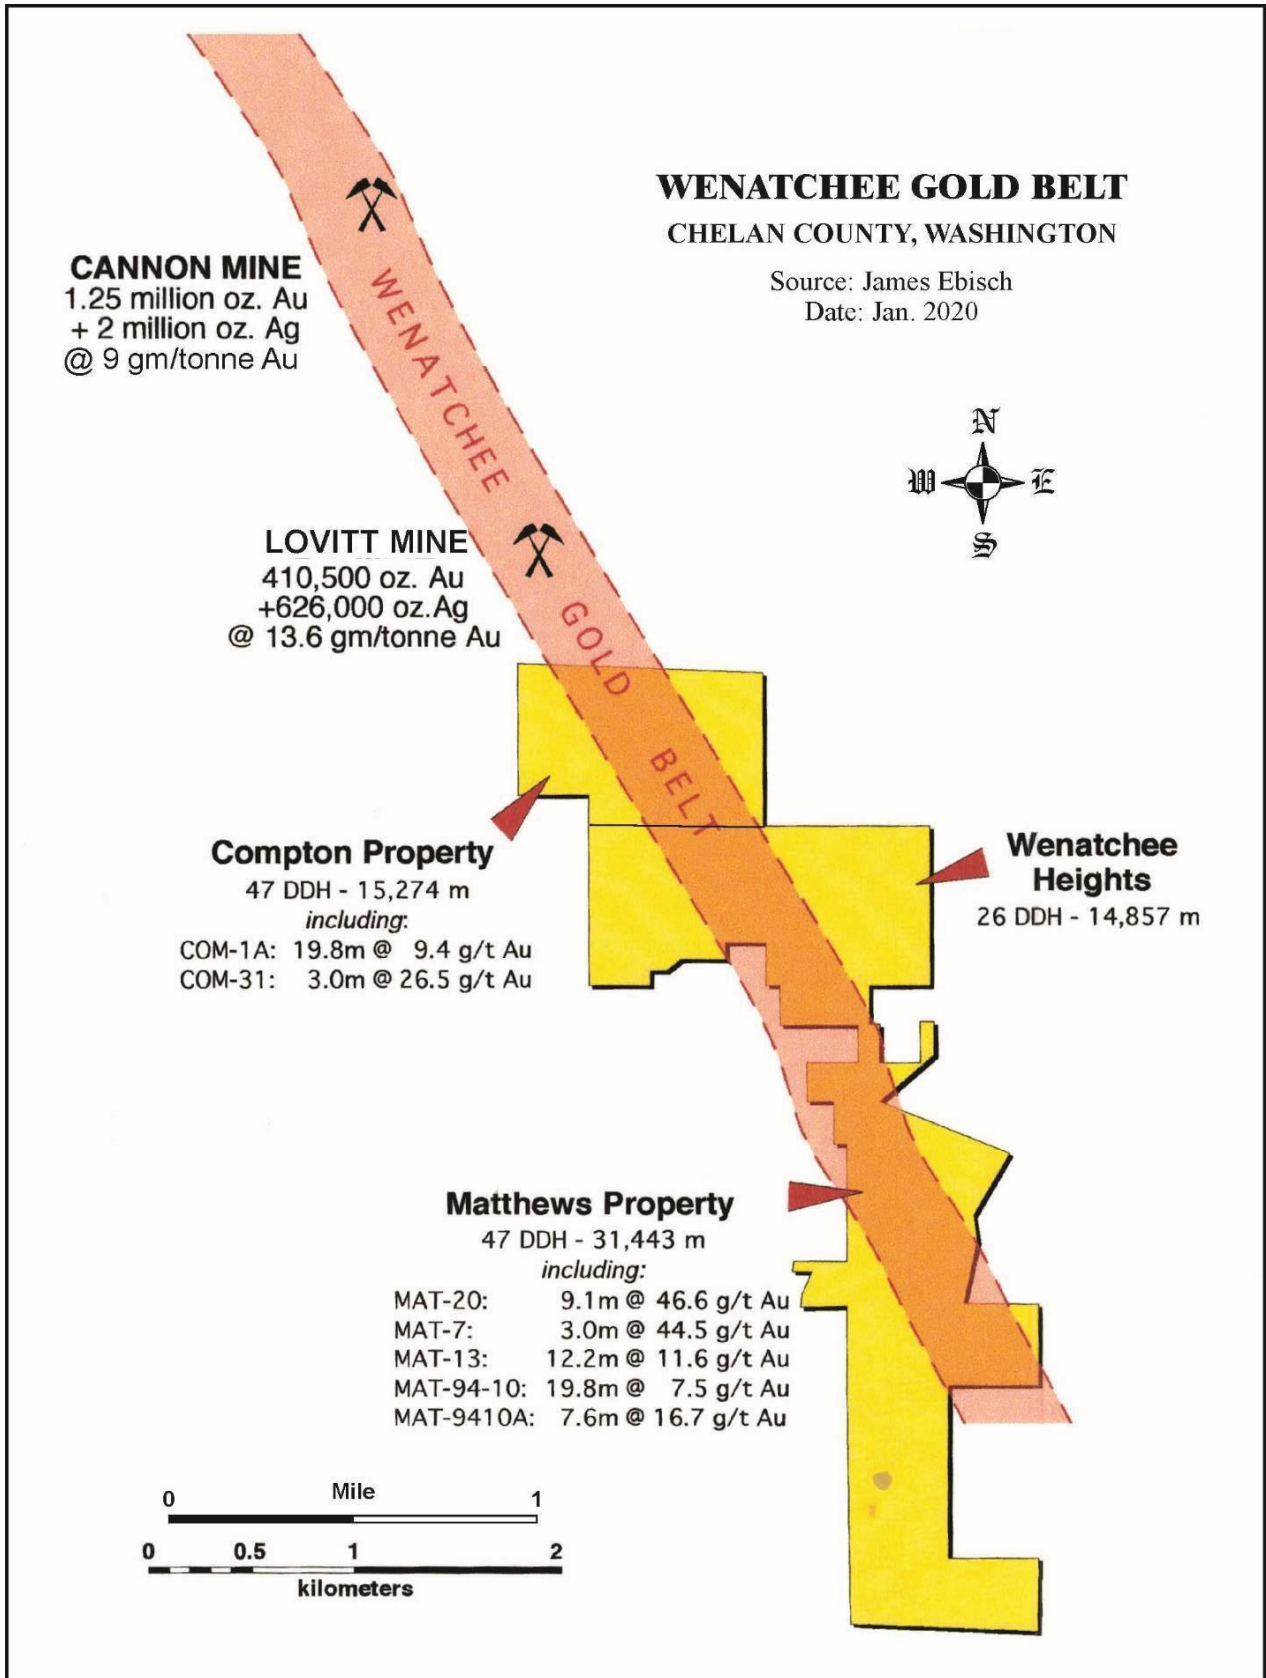 WENATCHEE GOLD BELT
CHELAN COUNTY, WASHINGTON
Source: James Ebisch
Date: Jan. 2020
CANNON MINE
1.25 million oz. Au
+ 2 million oz. Ag
@ 9 gm/tonne Au
WENATCHEE GOLD BELT
N
W E
S
LOVITT MINE
410,500 oz. Au
+626,000 oz.Ag
@ 13.6 gm/tonne Au
Compton Property
47 DDH - 15,274 m
including:
COM-1A: 19.8m @ 9.4 g/t Au
COM-31: 3.0m @ 26.5 g/t Au
Wenatchee
Heights
26 DDH - 14,857 m
Matthews Property
47 DDH - 31,443 m
including:
MAT-20: 9.1m @ 46.6 g/t Au
MAT-7: 3.0m @ 44.5 g/t Au
MAT-13: 12.2m @ 11.6 g/t Au
MAT-94-10: 19.8m @ 7.5 g/t Au
MAT-9410A: 7.6m @ 16.7 g/t Au
0 Mile 1
0 0.5 1 2
kilometers